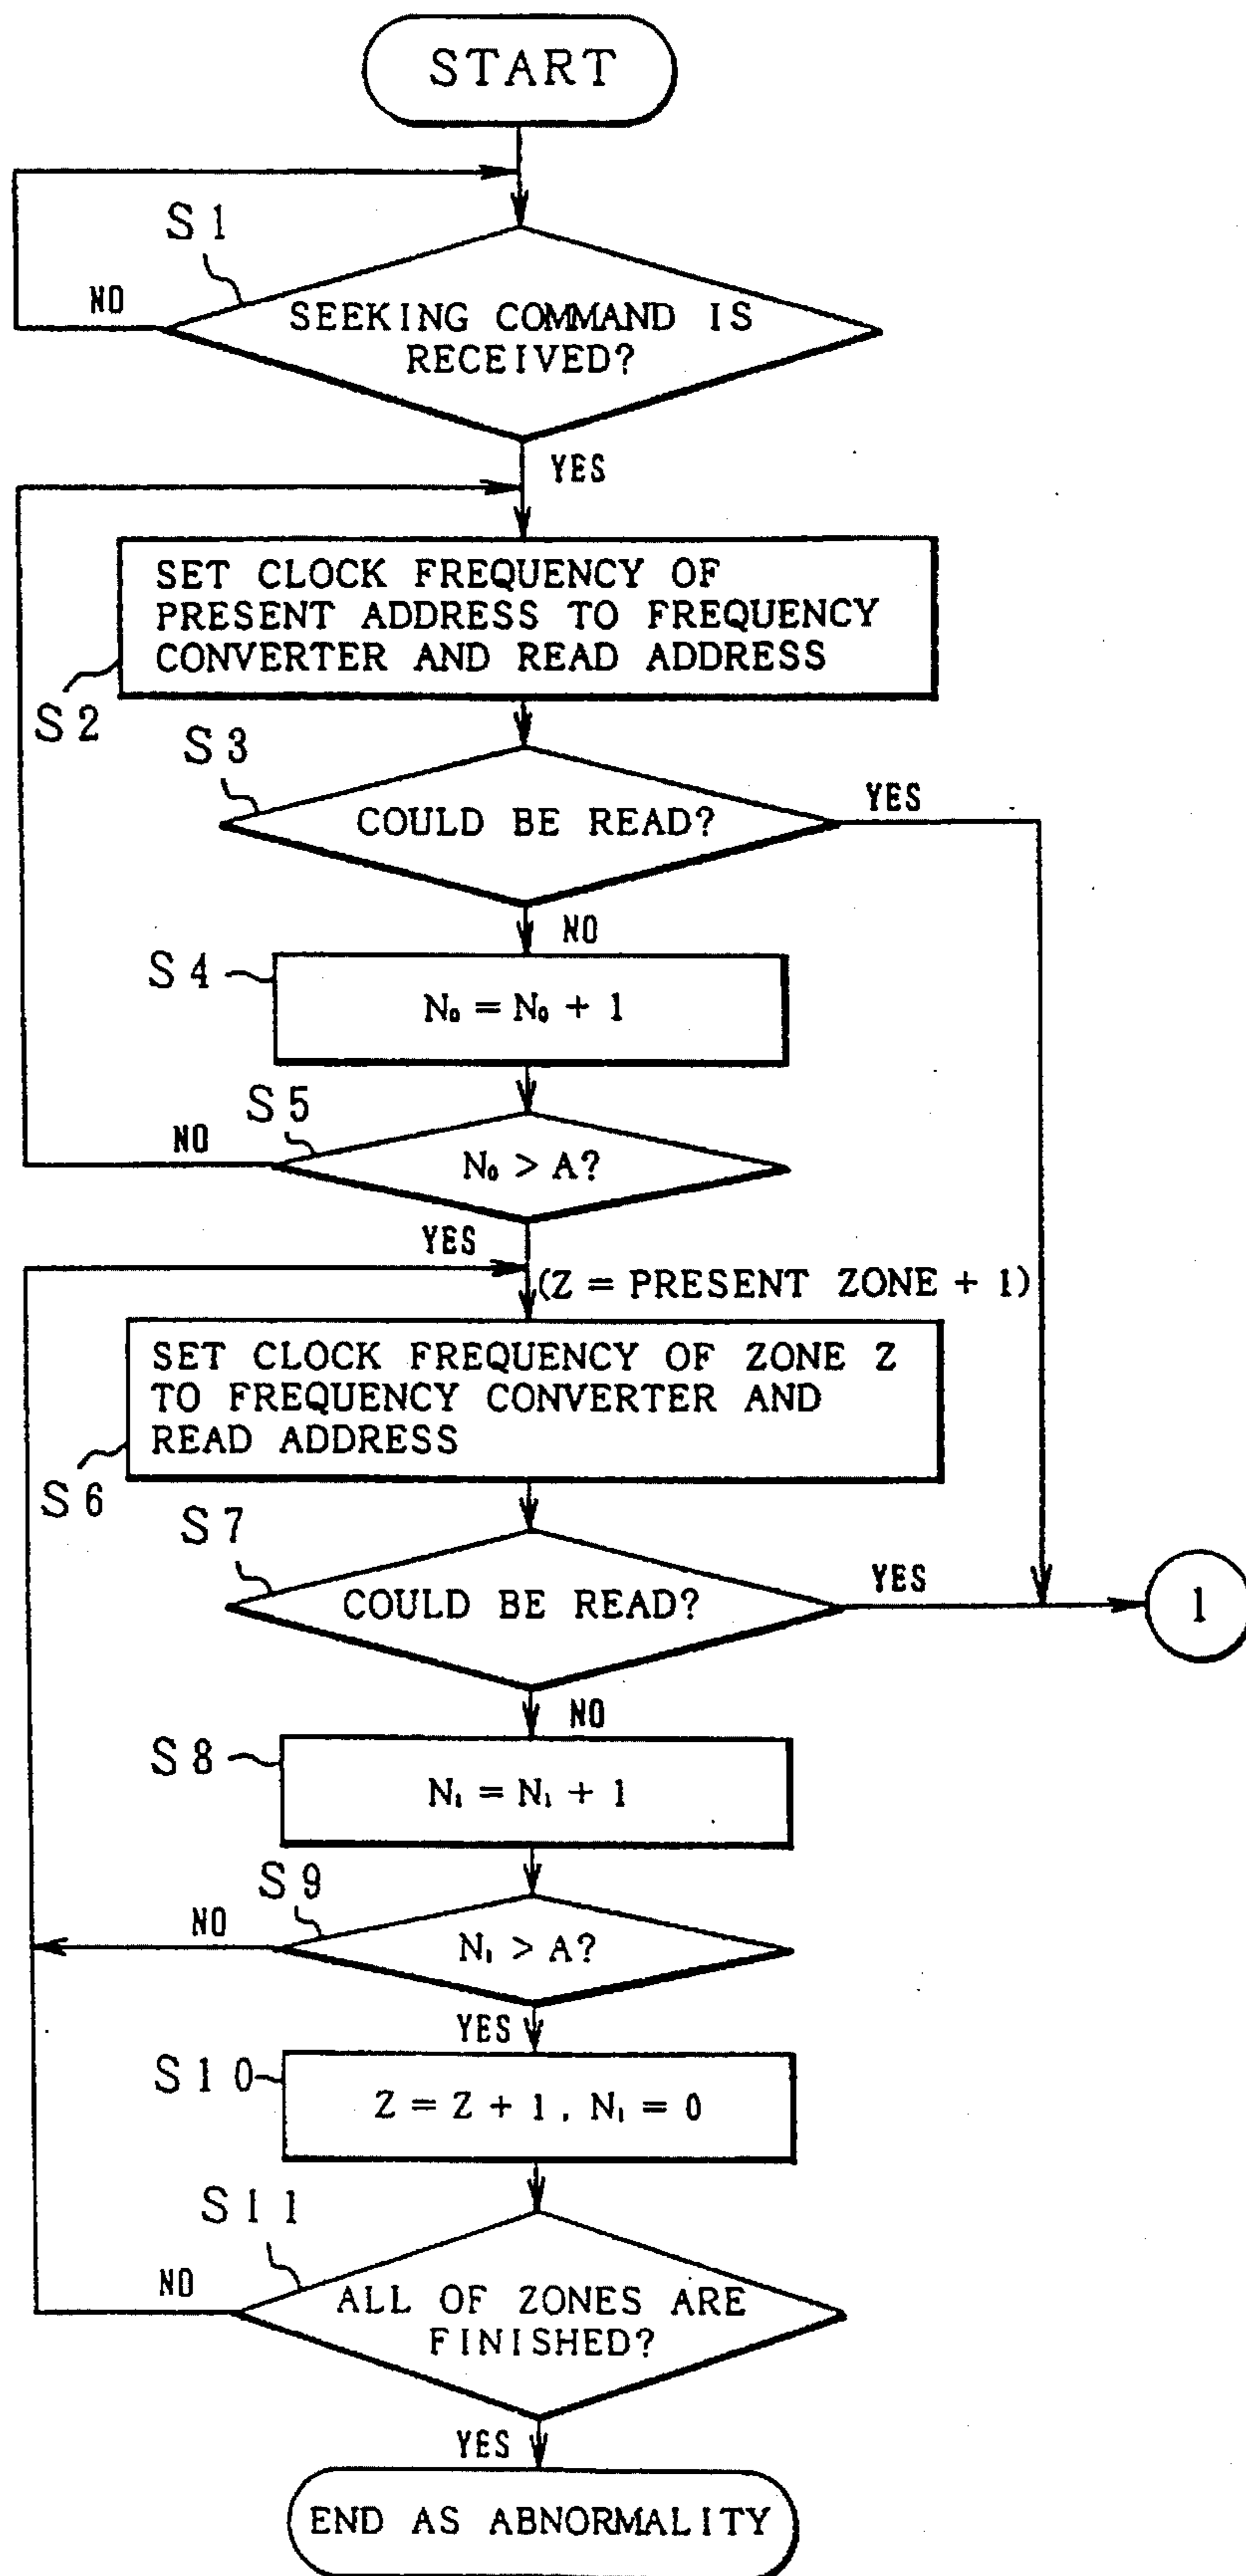 START
S1
NO
SEEKING COMMAND IS
RECEIVED?
YES
SET CLOCK FREQUENCY OF
PRESENT ADDRESS TO FREQUENCY
CONVERTER AND READ ADDRESS
S2
S3
YES
COULD BE READ?
NO
S4
N₀ = N₀ + 1
S5
NO
N₀ > A?
YES
(Z = PRESENT ZONE + 1)
SET CLOCK FREQUENCY OF ZONE Z
TO FREQUENCY CONVERTER AND
READ ADDRESS
S6
S7
YES
COULD BE READ?
1
NO
S8
N₁ = N₁ + 1
S9
NO
N₁ > A?
YES
S10
Z = Z + 1, N₁ = 0
S11
NO
ALL OF ZONES ARE
FINISHED?
YES
END AS ABNORMALITY